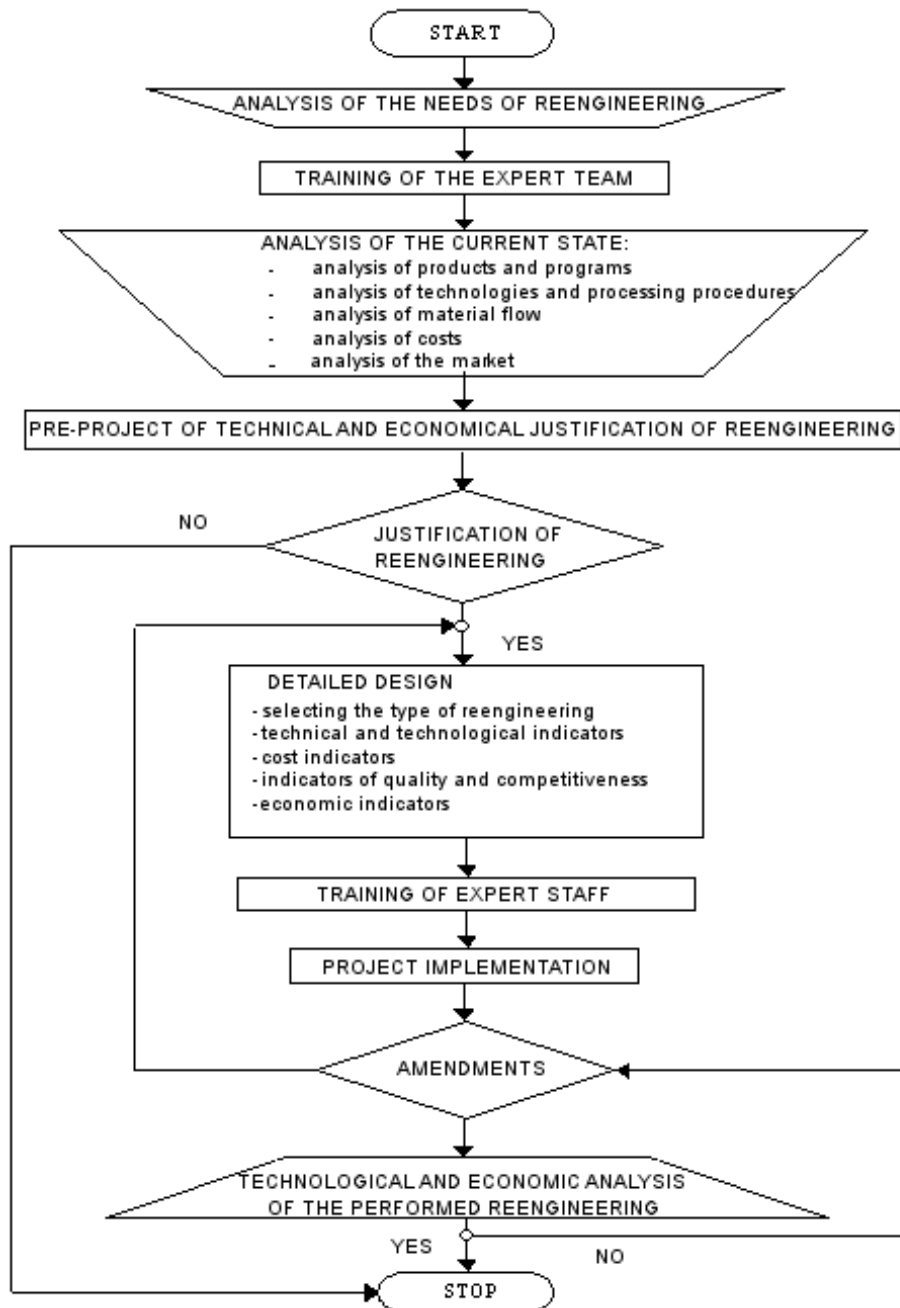 START
ANALYSIS OF THE NEEDS OF REENGINEERING
TRAINING OF THE EXPERT TEAM
ANALYSIS OF THE CURRENT STATE:
- analysis of products and programs
- analysis of technologies and processing procedures
- analysis of material flow
- analysis of costs
- analysis of the market
PRE-PROJECT OF TECHNICAL AND ECONOMICAL JUSTIFICATION OF REENGINEERING
NO
JUSTIFICATION OF
REENGINEERING
YES
DETAILED DESIGN
- selecting the type of reengineering
- technical and technological indicators
- cost indicators
- indicators of quality and competitiveness
- economic indicators
TRAINING OF EXPERT STAFF
PROJECT IMPLEMENTATION
AMENDMENTS
TECHNOLOGICAL AND ECONOMIC ANALYSIS
OF THE PERFORMED REENGINEERING
YES
NO
STOP